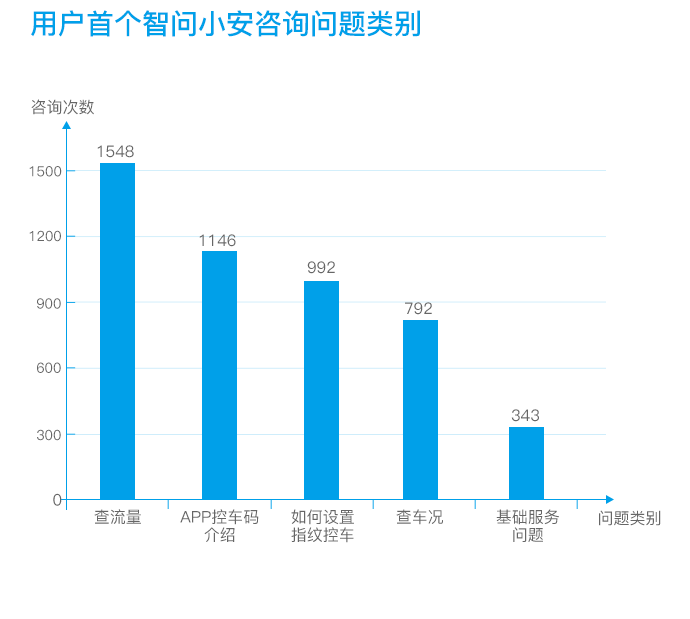 用户首个智问小安咨询问题类别
咨询次数
1548
1500
1200
1146
992
900
792
600
343
300
0
查流量
APP控车码
介绍
如何设置
指纹控车
查车况
基础服务
问题
问题类别